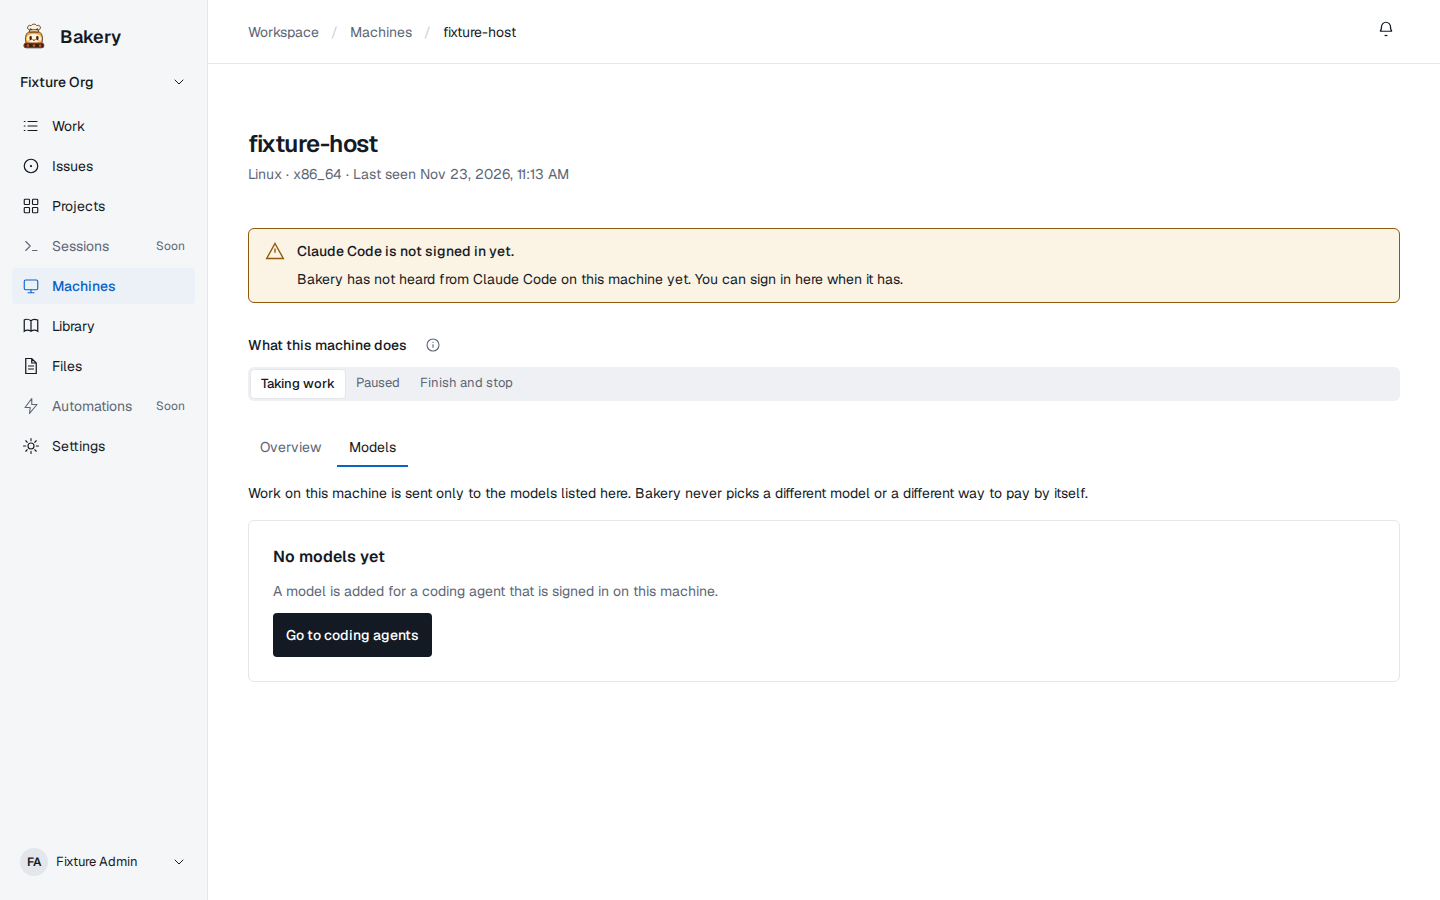 Bakery
Fixture Org
Work
Issues
Projects
Sessions Soon
Machines
Library
Files
Automations Soon
Settings
FA Fixture Admin
Workspace / Machines / fixture-host
fixture-host
Linux · x86_64 · Last seen Nov 23, 2026, 11:13 AM
Claude Code is not signed in yet.
Bakery has not heard from Claude Code on this machine yet. You can sign in here when it has.
What this machine does
Taking work Paused Finish and stop
Overview Models
Work on this machine is sent only to the models listed here. Bakery never picks a different model or a different way to pay by itself.
No models yet
A model is added for a coding agent that is signed in on this machine.
Go to coding agents